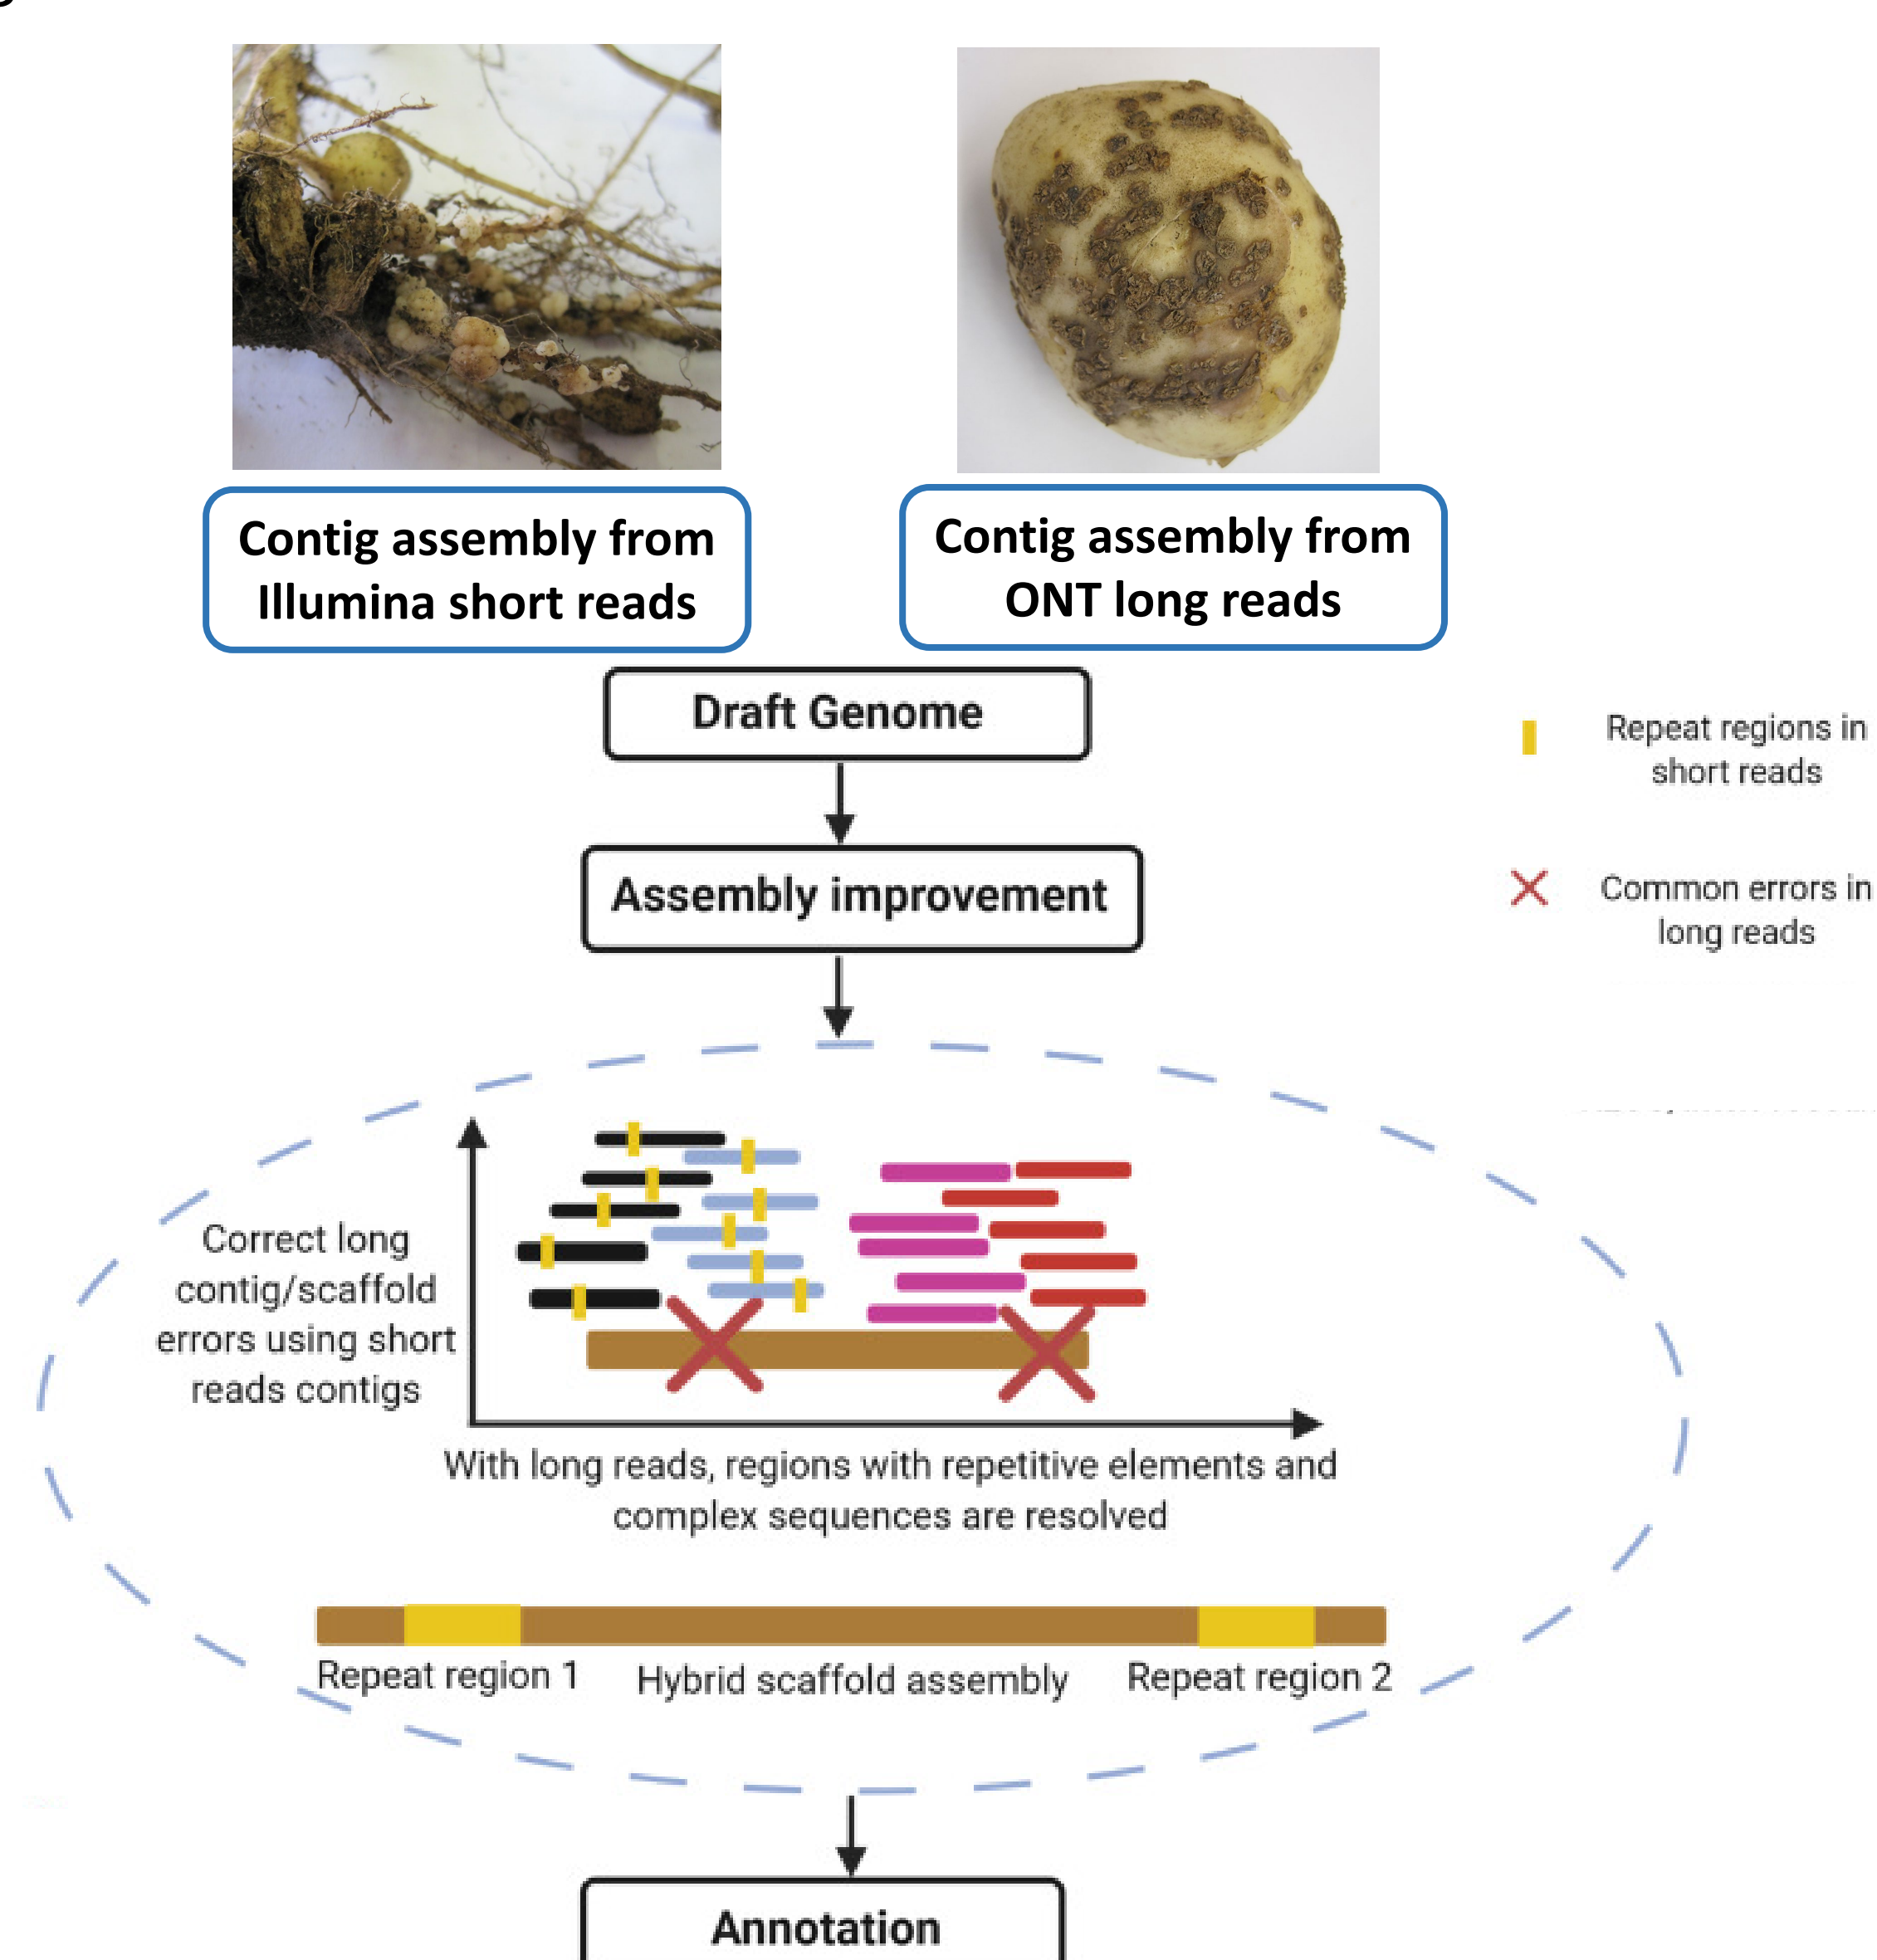 Contig assembly from
Illumina short reads
Contig assembly from
ONT long reads
Draft Genome
Repeat regions in
short reads
Assembly improvement
Common errors in
long reads
Correct long
contig/scaffold
errors using short
reads contigs
With long reads, regions with repetitive elements and
complex sequences are resolved
Repeat region 1
Hybrid scaffold assembly
Repeat region 2
Annotation